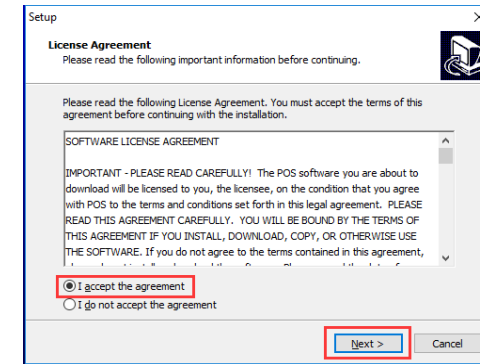 Setup
License Agreement
Please read the following important information before continuing.
Please read the following License Agreement. You must accept the terms of this
agreement before continuing with the installation.
SOFTWARE LICENSE AGREEMENT
IMPORTANT - PLEASE READ CAREFULLY! The POS software you are about to
download will be licensed to you, the licensee, on the condition that you agree
with POS to the terms and conditions set forth in this legal agreement. PLEASE
READ THIS AGREEMENT CAREFULLY. YOU WILL BE BOUND BY THE TERMS OF
THIS AGREEMENT IF YOU INSTALL, DOWNLOAD, COPY, OR OTHERWISE USE
THE SOFTWARE. If you do not agree to the terms contained in this agreement,
I accept the agreement
I do not accept the agreement
Next >
Cancel